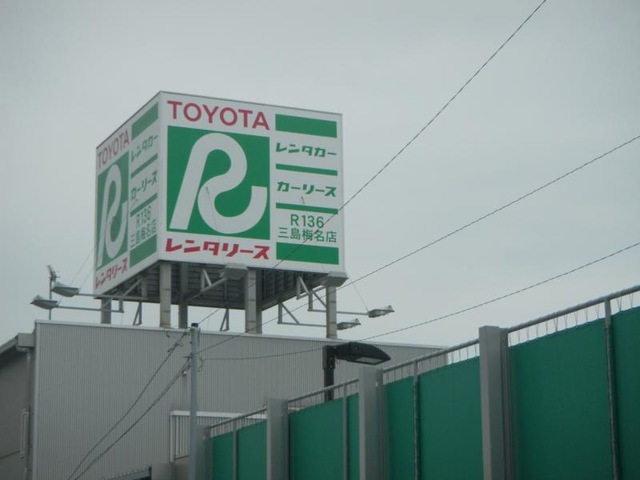 TOYOTA
レンタカー
カーリース
R136
三島梅名店
レンタリース
TOYOTA
レンタカー
カーリース
R136
三島梅名店
レンタリース